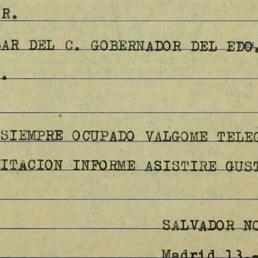 R.
AR DEL C. GOBERNADOR DEL EDO.
.
SIEMPRE OCUPADO VALGOME TELEG
ITACION INFORME ASISTIRE GUST
SALVADOR NO
Madrid 13.-